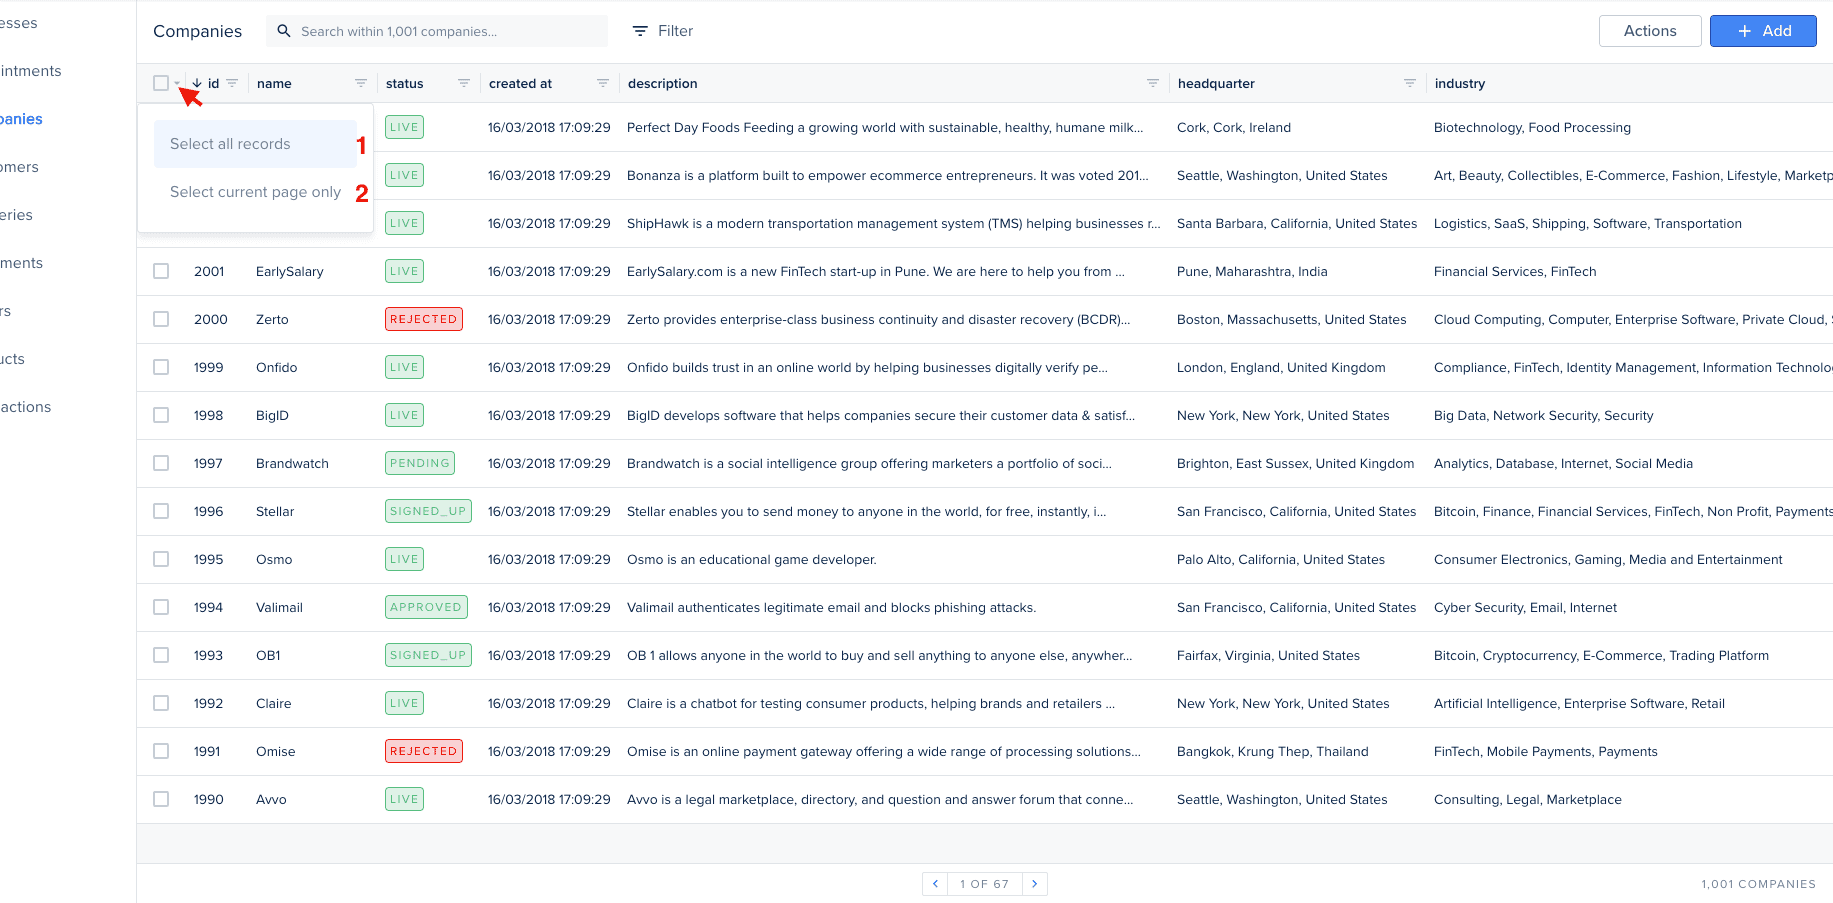 esses
intments
panies
omers
eries
ments
rs
ucts
actions
Companies Search within 1,001 companies... Filter Actions + Add
id name status created at description headquarter industry
Select all records 1
Select current page only 2
LIVE 16/03/2018 17:09:29 Perfect Day Foods Feeding a growing world with sustainable, healthy, humane milk... Cork, Cork, Ireland Biotechnology, Food Processing
LIVE 16/03/2018 17:09:29 Bonanza is a platform built to empower ecommerce entrepreneurs. It was voted 201... Seattle, Washington, United States Art, Beauty, Collectibles, E-Commerce, Fashion, Lifestyle, Marketp
LIVE 16/03/2018 17:09:29 ShipHawk is a modern transportation management system (TMS) helping businesses r... Santa Barbara, California, United States Logistics, SaaS, Shipping, Software, Transportation
2001 EarlySalary LIVE 16/03/2018 17:09:29 EarlySalary.com is a new FinTech start-up in Pune. We are here to help you from ... Pune, Maharashtra, India Financial Services, FinTech
2000 Zerto REJECTED 16/03/2018 17:09:29 Zerto provides enterprise-class business continuity and disaster recovery (BCDR)... Boston, Massachusetts, United States Cloud Computing, Computer, Enterprise Software, Private Cloud,
1999 Onfido LIVE 16/03/2018 17:09:29 Onfido builds trust in an online world by helping businesses digitally verify pe... London, England, United Kingdom Compliance, FinTech, Identity Management, Information Technolo
1998 BigID LIVE 16/03/2018 17:09:29 BigID develops software that helps companies secure their customer data & satisf... New York, New York, United States Big Data, Network Security, Security
1997 Brandwatch PENDING 16/03/2018 17:09:29 Brandwatch is a social intelligence group offering marketers a portfolio of soci... Brighton, East Sussex, United Kingdom Analytics, Database, Internet, Social Media
1996 Stellar SIGNED_UP 16/03/2018 17:09:29 Stellar enables you to send money to anyone in the world, for free, instantly, i... San Francisco, California, United States Bitcoin, Finance, Financial Services, FinTech, Non Profit, Payments
1995 Osmo LIVE 16/03/2018 17:09:29 Osmo is an educational game developer. Palo Alto, California, United States Consumer Electronics, Gaming, Media and Entertainment
1994 Valimail APPROVED 16/03/2018 17:09:29 Valimail authenticates legitimate email and blocks phishing attacks. San Francisco, California, United States Cyber Security, Email, Internet
1993 OB1 SIGNED_UP 16/03/2018 17:09:29 OB 1 allows anyone in the world to buy and sell anything to anyone else, anywher... Fairfax, Virginia, United States Bitcoin, Cryptocurrency, E-Commerce, Trading Platform
1992 Claire LIVE 16/03/2018 17:09:29 Claire is a chatbot for testing consumer products, helping brands and retailers ... New York, New York, United States Artificial Intelligence, Enterprise Software, Retail
1991 Omise REJECTED 16/03/2018 17:09:29 Omise is an online payment gateway offering a wide range of processing solutions... Bangkok, Krung Thep, Thailand FinTech, Mobile Payments, Payments
1990 Avvo LIVE 16/03/2018 17:09:29 Avvo is a legal marketplace, directory, and question and answer forum that conne... Seattle, Washington, United States Consulting, Legal, Marketplace
1 OF 67 1,001 COMPANIES